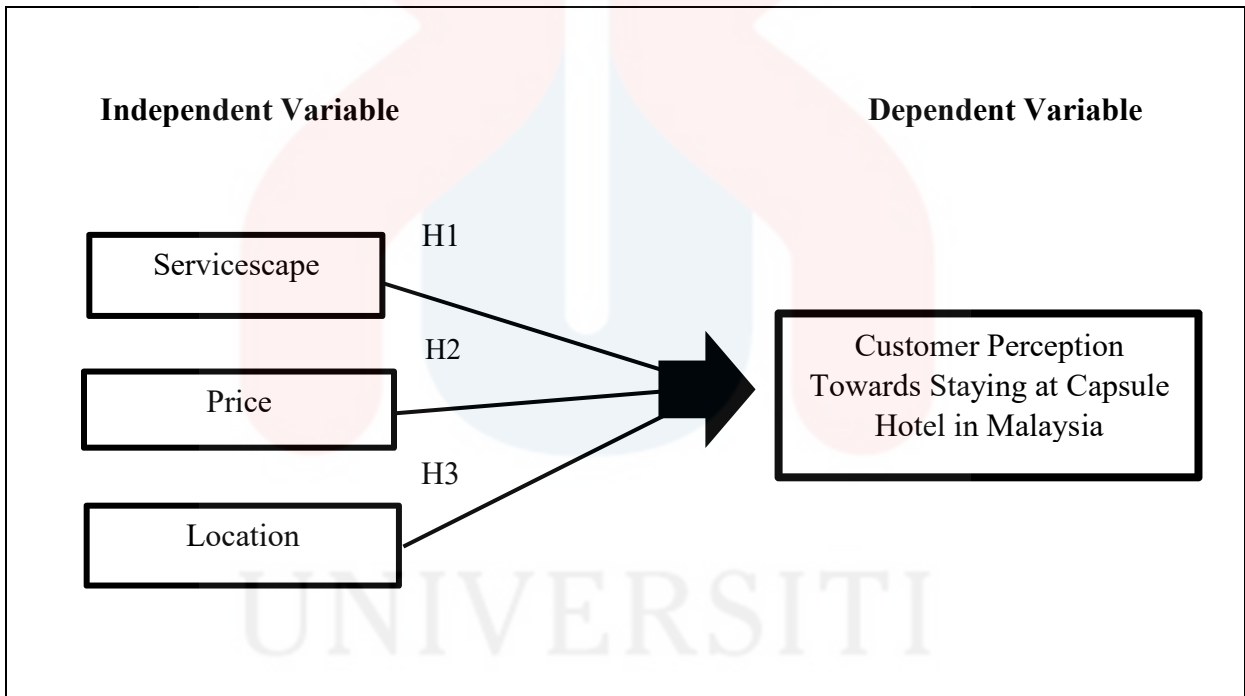 Independent Variable
Dependent Variable
Servicescape
H1
Price
H2
Location
H3
Customer Perception
Towards Staying at Capsule
Hotel in Malaysia
UNIVERSITI